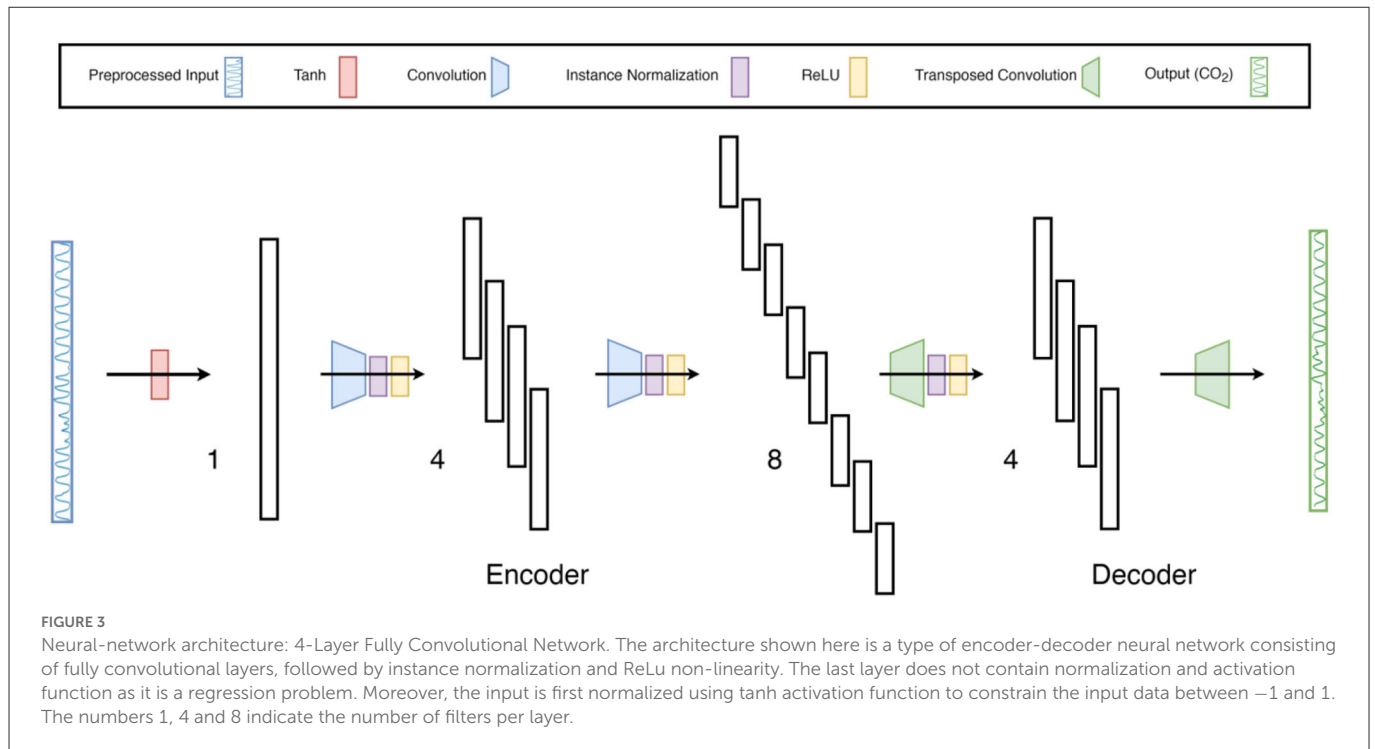 Preprocessed Input Tanh Convolution Instance Normalization ReLU Transposed Convolution Output (CO2)
1 4 8 4
Encoder Decoder
FIGURE 3
Neural-network architecture: 4-Layer Fully Convolutional Network. The architecture shown here is a type of encoder-decoder neural network consisting
of fully convolutional layers, followed by instance normalization and ReLu non-linearity. The last layer does not contain normalization and activation
function as it is a regression problem. Moreover, the input is first normalized using tanh activation function to constrain the input data between −1 and 1.
The numbers 1, 4 and 8 indicate the number of filters per layer.